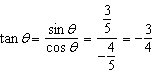 tan θ = sin θ / cos θ = (3/5) / (−4/5) = −3/4